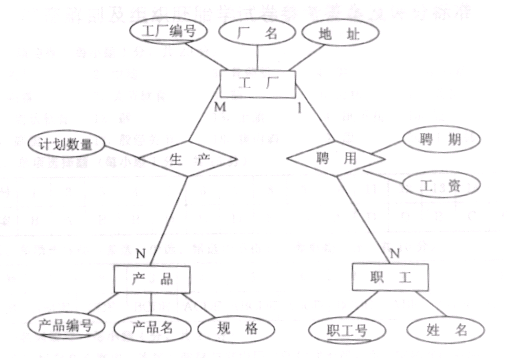 工厂编号 厂名 地址
工厂
M 1
计划数量 生产 聘用 聘期
工资
N N
产品 职工
产品编号 产品名 规格 职工号 姓名